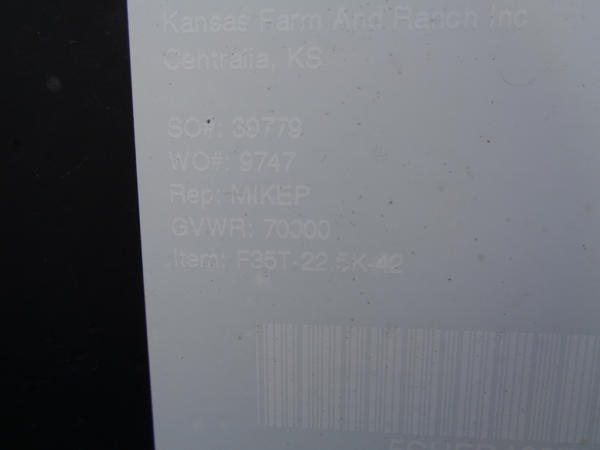 Kansas Farm And Ranch Inc
Centralia, KS
SO#: 39779
WO#: 9747
Rep: MIKEP
GVWR: 70000
Item: F35T-22.5K-42